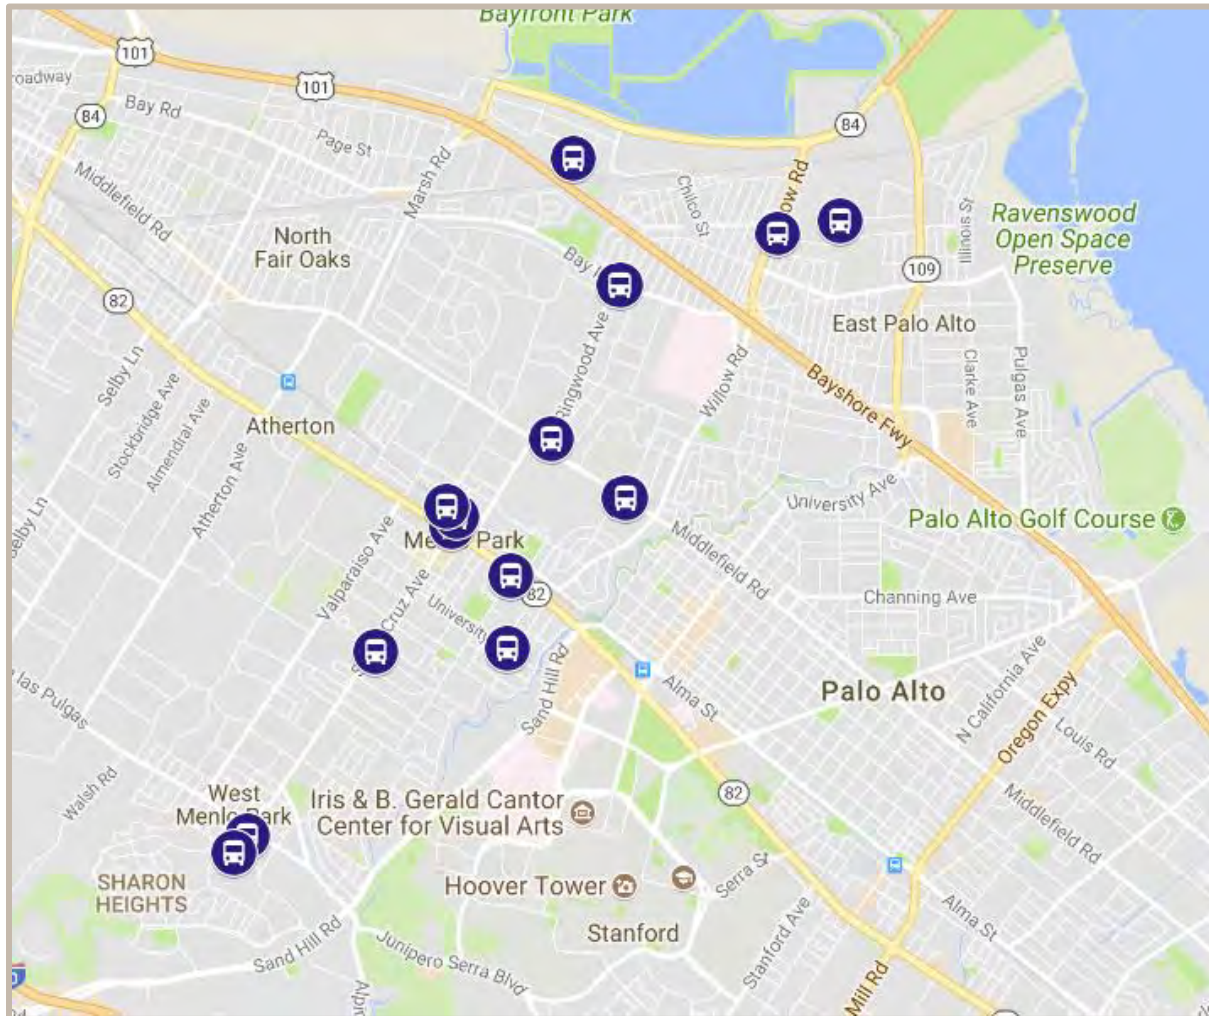 Bayfront Park
101
101
84
Bay Rd
Page St
Marsh Rd
Middlefield Rd
84
Chilco St
Illinois St
Ravenswood
Open Space
Preserve
North
Fair Oaks
109
82
East Palo Alto
Selby Ln
Stockbridge Ave
Almendral Ave
Atherton
Atherton Ave
Ringwood Ave
Willow Rd
Bayshore Fwy
Clarke Ave
Pulgas Ave
University Ave
Palo Alto Golf Course
Selby Ln
Valparaiso Ave
Park
Middlefield Rd
82
Channing Ave
Cruz Ave
University
Sand Hill Rd
Alma St
Palo Alto
N California Ave
Oregon Expy
Louis Rd
las Pulgas
Walsh Rd
West
Menlo Park
Iris & B. Gerald Cantor
Center for Visual Arts
82
Middlefield Rd
SHARON
HEIGHTS
Hoover Tower
Serra St
Stanford
Stanford Ave
Alma St
Sand Hill Rd
Junipero Serra Blvd
Mill Rd